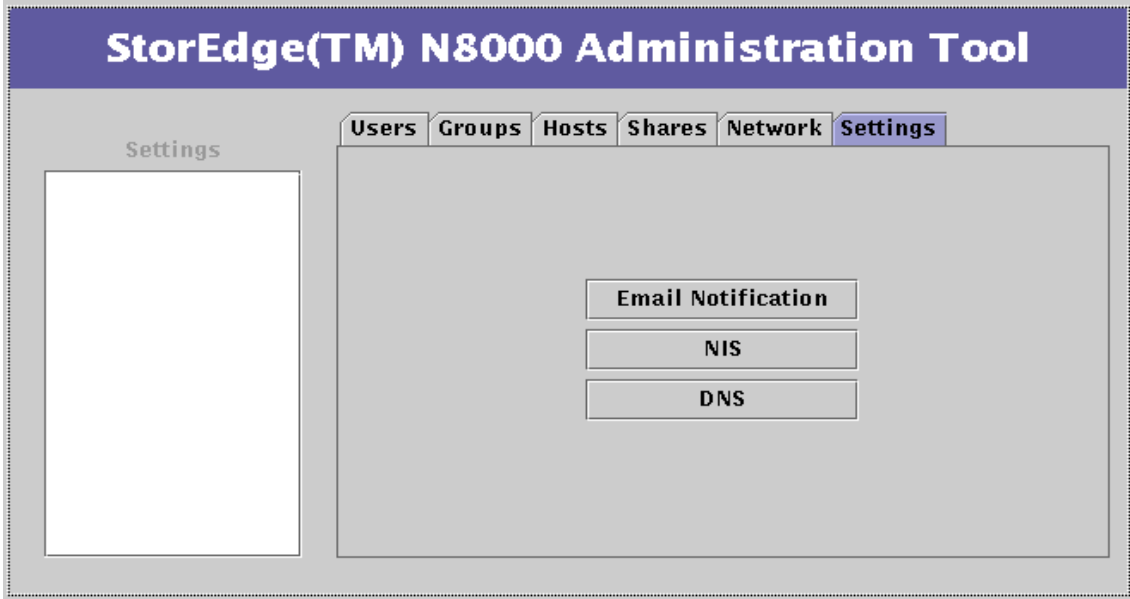 StorEdge(TM) N8000 Administration Tool
Users Groups Hosts Shares Network Settings
Settings
Email Notification
NIS
DNS